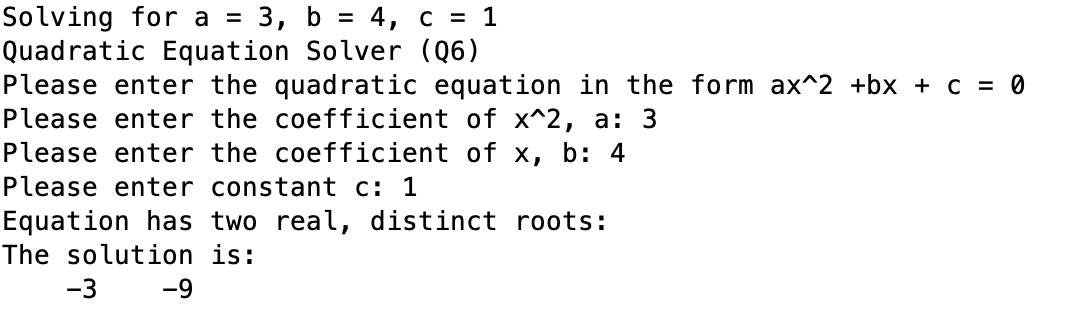 Solving for a = 3, b = 4, c = 1
Quadratic Equation Solver (Q6)
Please enter the quadratic equation in the form ax^2 +bx + c = 0
Please enter the coefficient of x^2, a: 3
Please enter the coefficient of x, b: 4
Please enter constant c: 1
Equation has two real, distinct roots:
The solution is:
    -3    -9